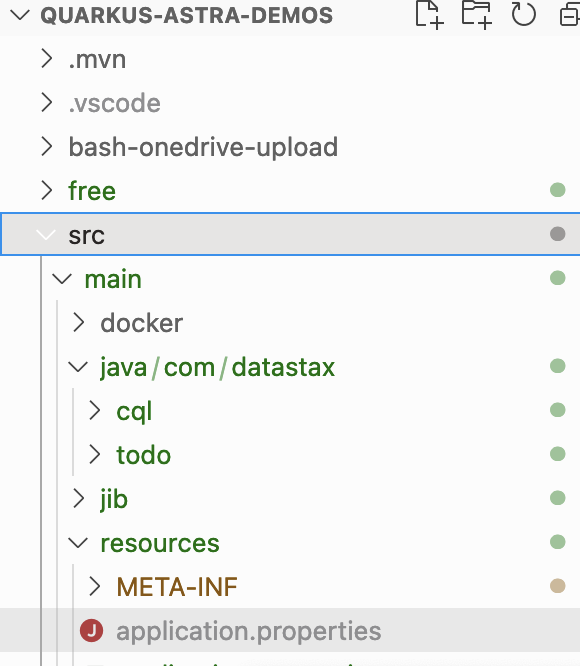 QUARKUS-ASTRA-DEMOS
.mvn
.vscode
bash-onedrive-upload
free
src
main
docker
java/com/datastax
cql
todo
jib
resources
META-INF
J application.properties